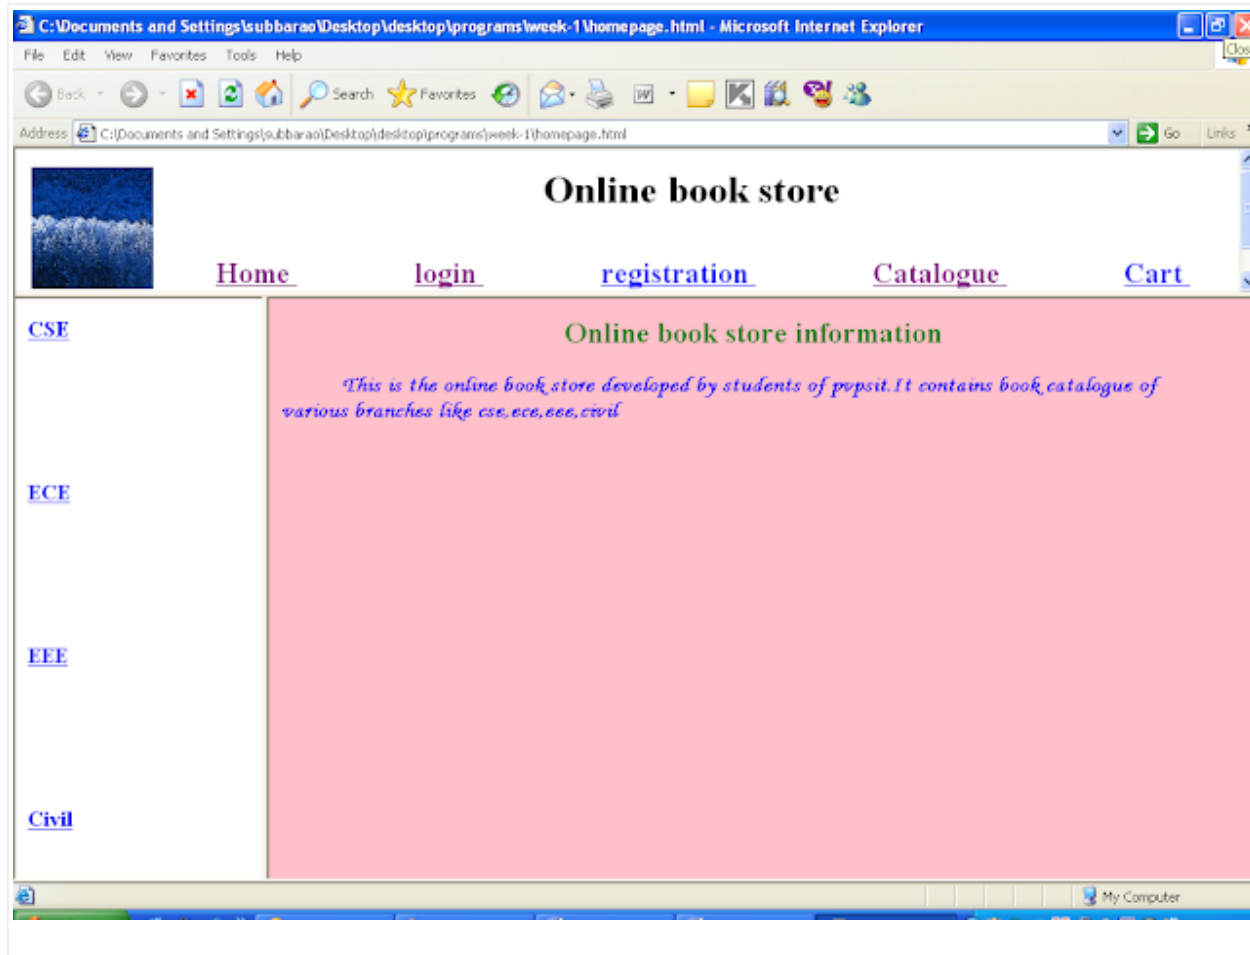 C:\Documents and Settings\subbarao\Desktop\desktop\programs\week-1\homepage.html - Microsoft Internet Explorer
File Edit View Favorites Tools Help
Clos
Back Search Favorites
Address C:\Documents and Settings\subbarao\Desktop\desktop\programs\week-1\homepage.html Go Links
Online book store
Home login registration Catalogue Cart
CSE
Online book store information
This is the online book store developed by students of pvpsit.It contains book catalogue of
various branches like cse,ece,eee,civil
ECE
EEE
Civil
My Computer